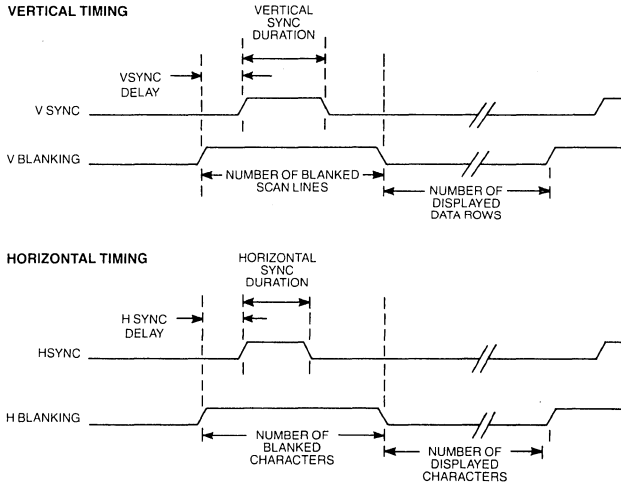 VERTICAL TIMING
VERTICAL
SYNC
DURATION
VSYNC
DELAY
V SYNC
V BLANKING
NUMBER OF BLANKED
SCAN LINES
NUMBER OF
DISPLAYED
DATA ROWS
HORIZONTAL TIMING
HORIZONTAL
SYNC
DURATION
H SYNC
DELAY
HSYNC
H BLANKING
NUMBER OF
BLANKED
CHARACTERS
NUMBER OF
DISPLAYED
CHARACTERS